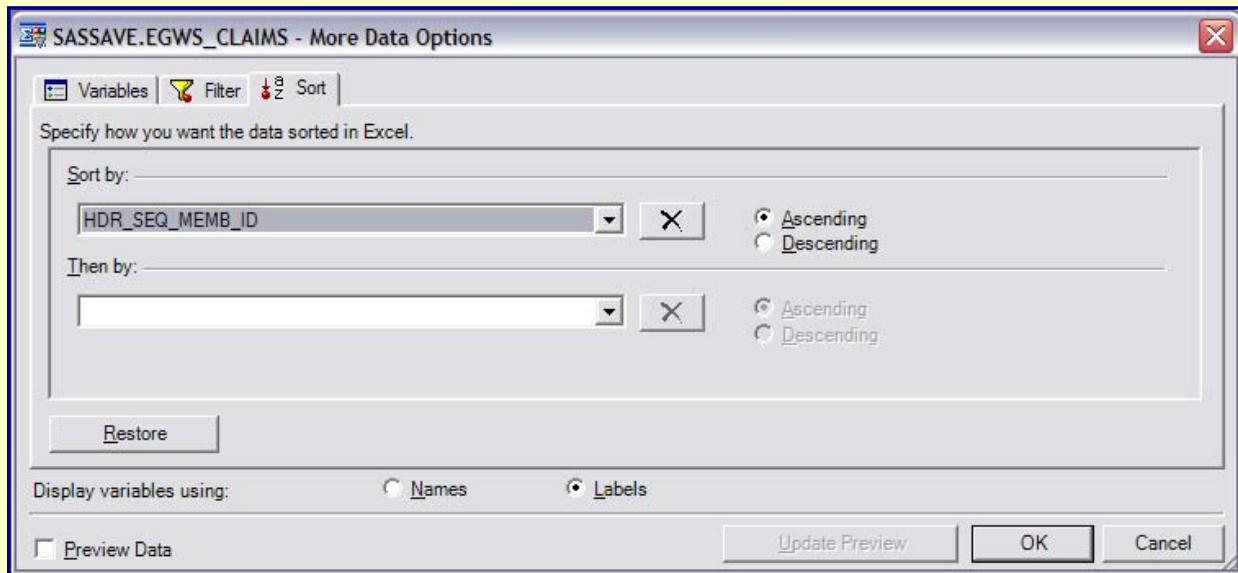 SASSAVE.EGWS_CLAIMS - More Data Options
Variables Filter Sort
Specify how you want the data sorted in Excel.
Sort by:
HDR_SEQ_MEMB_ID
Ascending
Descending
Then by:
Ascending
Descending
Restore
Display variables using: Names Labels
Preview Data Update Preview OK Cancel